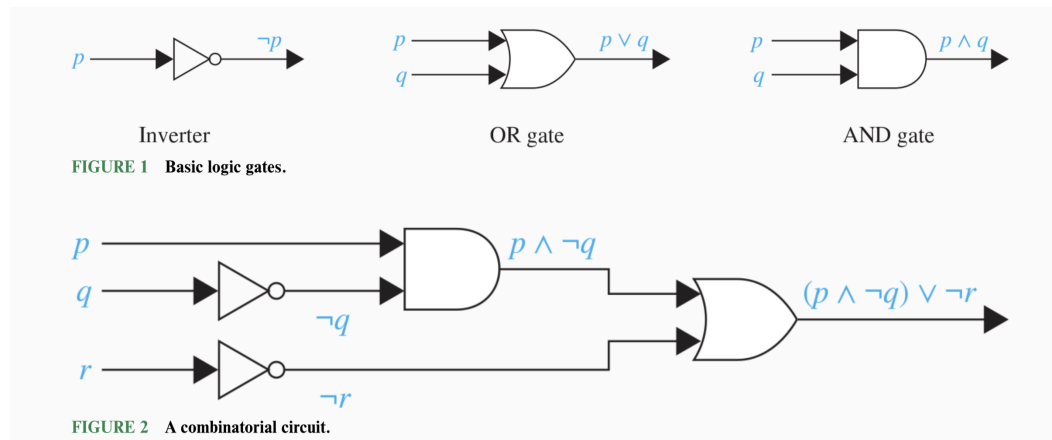 p ¬p
p q p ∨ q
p q p ∧ q
Inverter OR gate AND gate
FIGURE 1 Basic logic gates.
p p ∧ ¬q
q ¬q (p ∧ ¬q) ∨ ¬r
r ¬r
FIGURE 2 A combinatorial circuit.